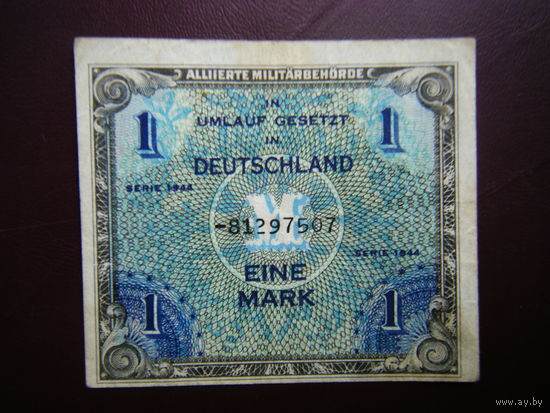 ALLIIERTE MILITÄRBEHÖRDE
IN
UMLAUF GESETZT
IN
DEUTSCHLAND
1 1
SERIE 1944
M
-81297507
SERIE 1944
EINE
MARK
1 1
www.ay.by